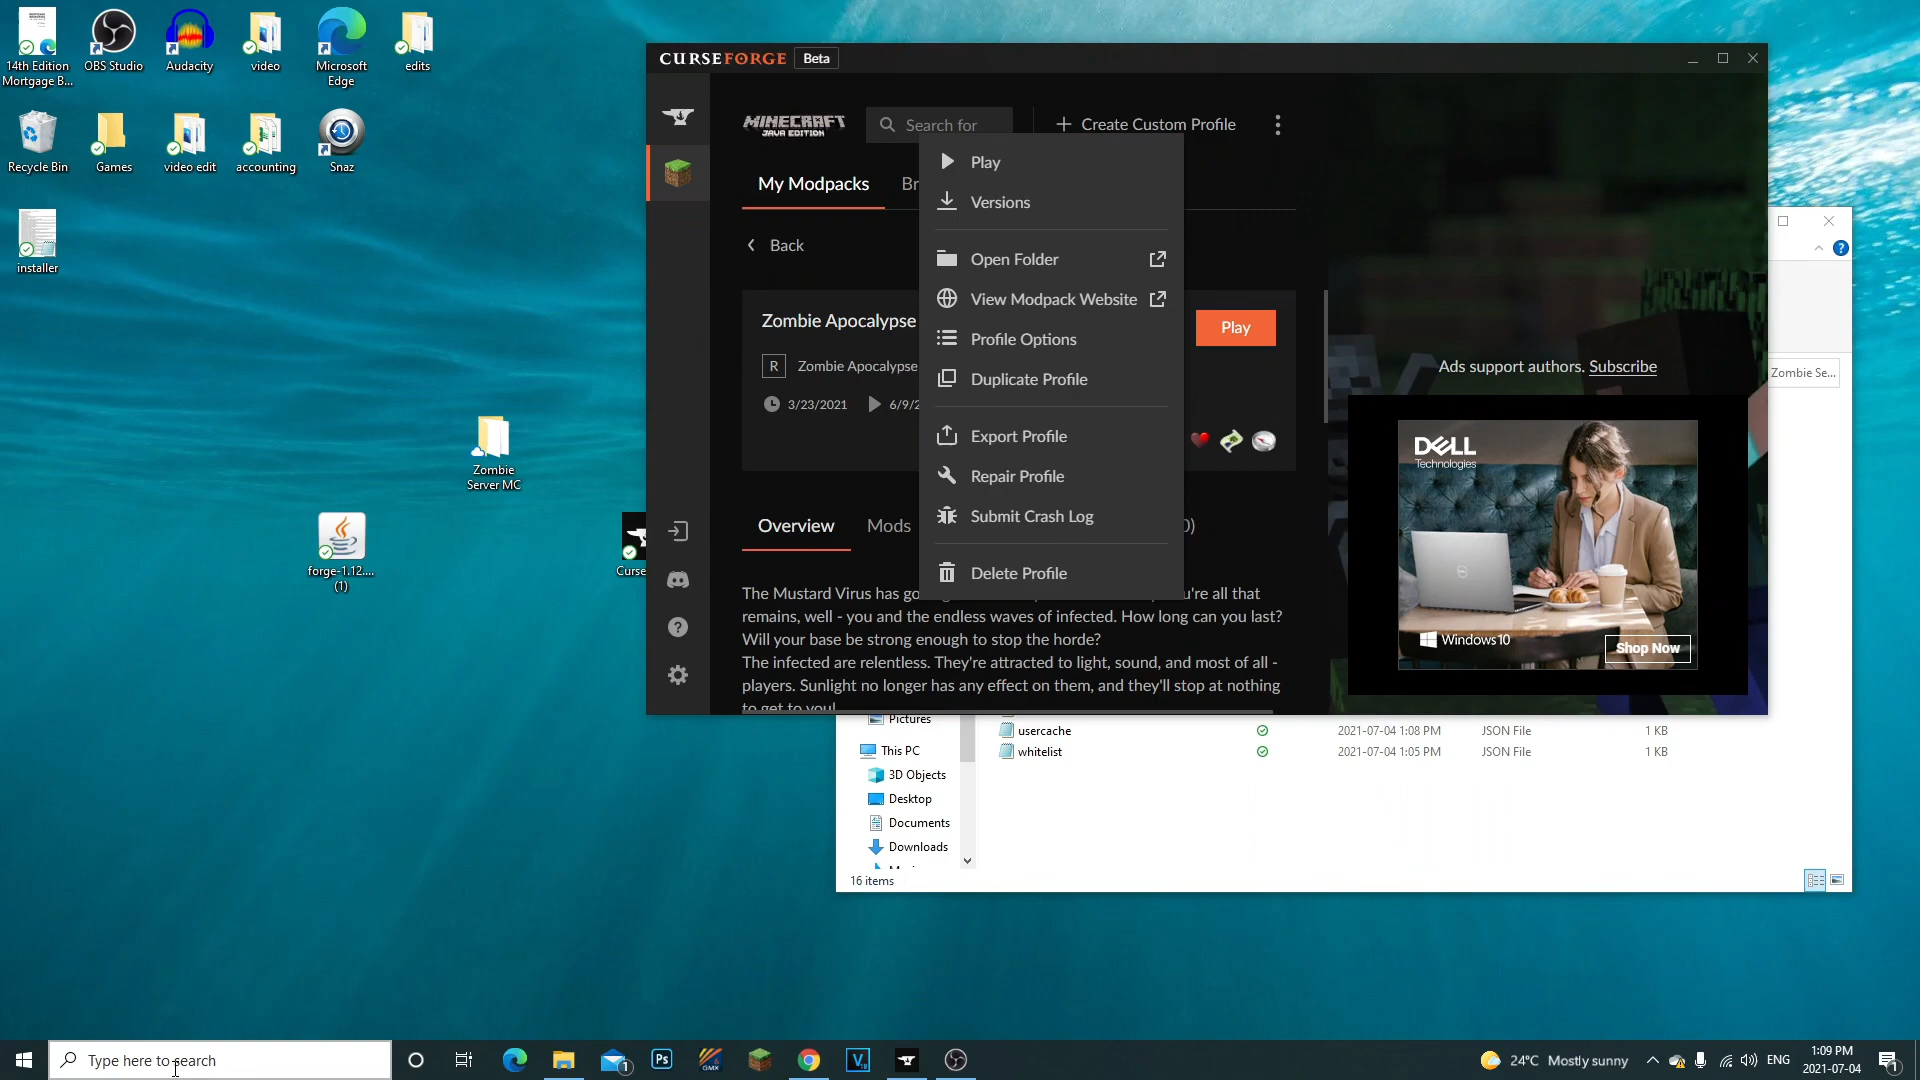 14th Edition
Mortgage B...
OBS Studio
Audacity
video
Microsoft
Edge
edits
Recycle Bin
Games
video edit
accounting
Snaz
installer
Zombie
Server MC
forge-1.12....
(1)
Curse
CURSEFORGE Beta
MINECRAFT
JAVA EDITION
Search for
Create Custom Profile
My Modpacks
Br
Back
Zombie Apocalypse
R Zombie Apocalypse
3/23/2021 6/9/2
Play
Play
Versions
Open Folder
View Modpack Website
Profile Options
Duplicate Profile
Export Profile
Repair Profile
Submit Crash Log
Delete Profile
Overview
Mods
0)
The Mustard Virus has go
u're all that
remains, well - you and the endless waves of infected. How long can you last?
Will your base be strong enough to stop the horde?
The infected are relentless. They're attracted to light, sound, and most of all -
players. Sunlight no longer has any effect on them, and they'll stop at nothing
to get to you!
Ads support authors. Subscribe
DELL
Technologies
Windows 10
Shop Now
Zombie Se...
Pictures
This PC
3D Objects
Desktop
Documents
Downloads
usercache 2021-07-04 1:08 PM JSON File 1 KB
whitelist 2021-07-04 1:05 PM JSON File 1 KB
16 items
Type here to search
1
Ps
GMX
V
24°C Mostly sunny
ENG
1:09 PM
2021-07-04
1